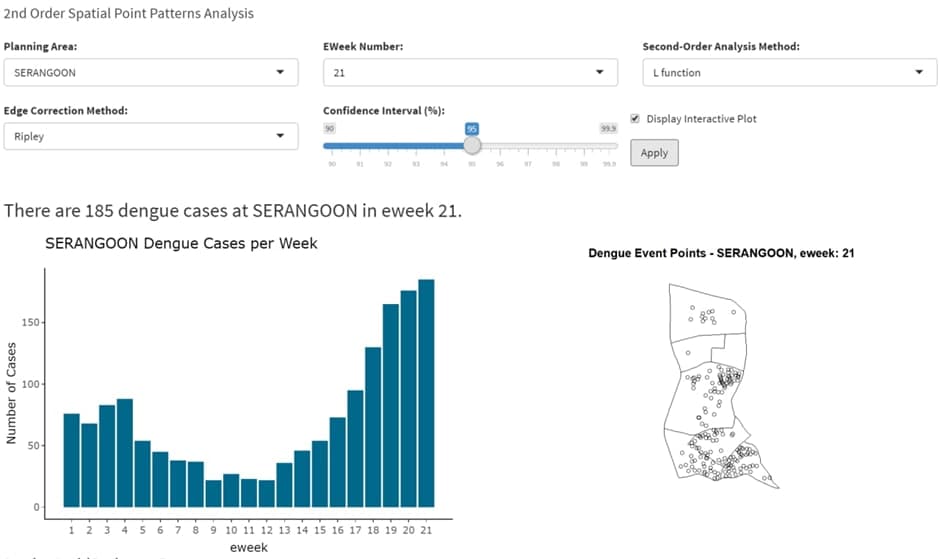 2nd Order Spatial Point Patterns Analysis
Planning Area:
EWeek Number:
Second-Order Analysis Method:
SERANGOON
21
L function
Edge Correction Method:
Confidence Interval (%):
Ripley
90
95
99.9
Display Interactive Plot
90 91 92 93 94 95 96 97 98 99 99.9
Apply
There are 185 dengue cases at SERANGOON in eweek 21.
SERANGOON Dengue Cases per Week
Dengue Event Points - SERANGOON, eweek: 21
150
100
50
0
Number of Cases
1 2 3 4 5 6 7 8 9 10 11 12 13 14 15 16 17 18 19 20 21
eweek